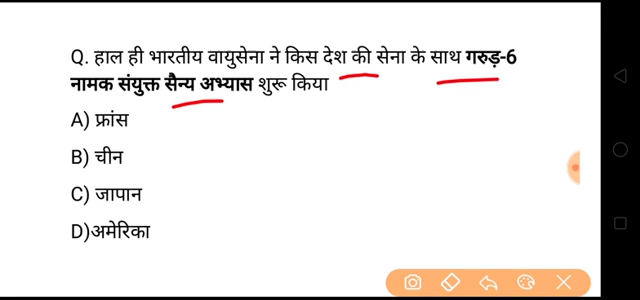 Q. हाल ही भारतीय वायुसेना ने किस देश की सेना के साथ गरुड़-6
नामक संयुक्त सैन्य अभ्यास शुरू किया
A) फ्रांस
B) चीन
C) जापान
D)अमेरिका